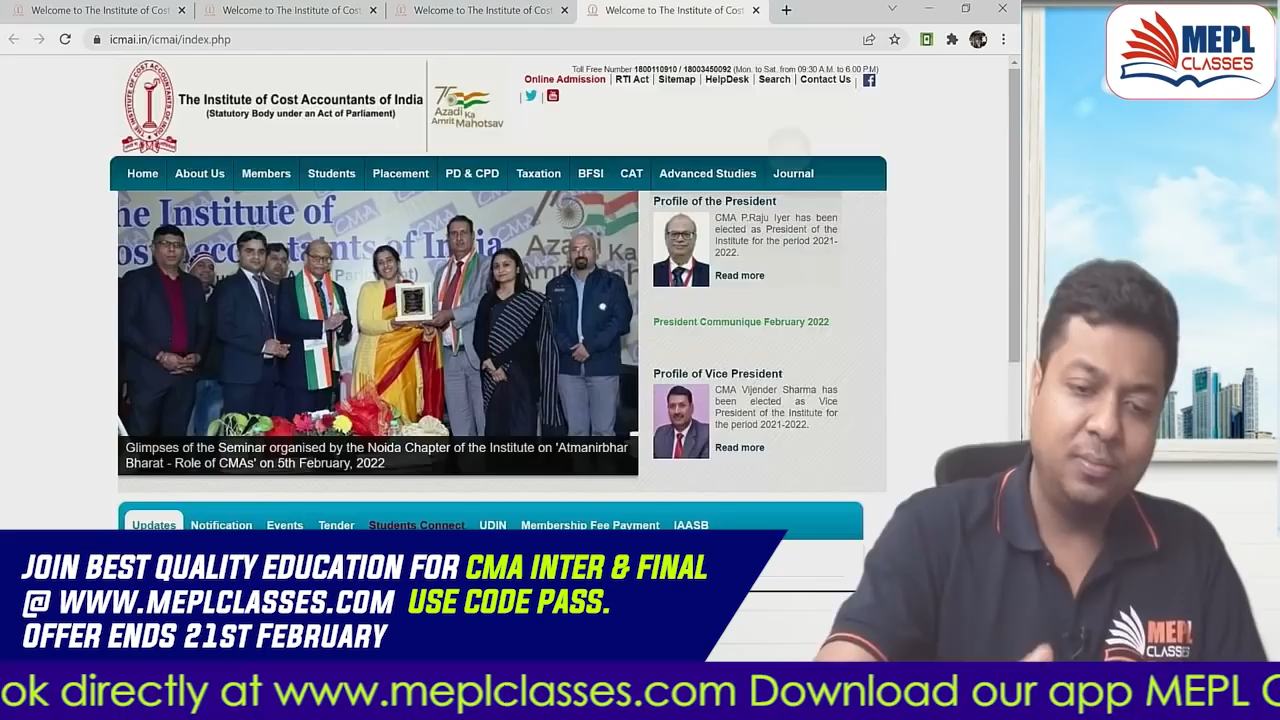 Welcome to The Institute of Cost
Welcome to The Institute of Cost
Welcome to The Institute of Cost
Welcome to The Institute of Cost
icmai.in/icmai/index.php
MEPL
CLASSES
Toll Free Number 1800110910 / 18003450092 (Mon. to Sat. from 09:30 A.M. to 6:00 P.M)
Online Admission | RTI Act | Sitemap | HelpDesk | Search | Contact Us |
The Institute of Cost Accountants of India
(Statutory Body under an Act of Parliament)
75
Azadi Ka
Amrit Mahotsav
Home About Us Members Students Placement PD & CPD Taxation BFSI CAT Advanced Studies Journal
he Institute of
Cost Accountants of India
Azadi Ka
Profile of the President
CMA P.Raju Iyer has been
elected as President of the
Institute for the period 2021-
2022.
Read more
President Communique February 2022
Profile of Vice President
CMA Vijender Sharma has
been elected as Vice
President of the Institute for
the period 2021-2022.
Read more
Glimpses of the Seminar organised by the Noida Chapter of the Institute on 'Atmanirbhar
Bharat - Role of CMAs' on 5th February, 2022
Updates Notification Events Tender Students Connect UDIN Membership Fee Payment IAASB
JOIN BEST QUALITY EDUCATION FOR CMA INTER & FINAL
@ WWW.MEPLCLASSES.COM USE CODE PASS.
OFFER ENDS 21ST FEBRUARY
MEPL
CLASSES
ok directly at www.meplclasses.com Download our app MEPL C